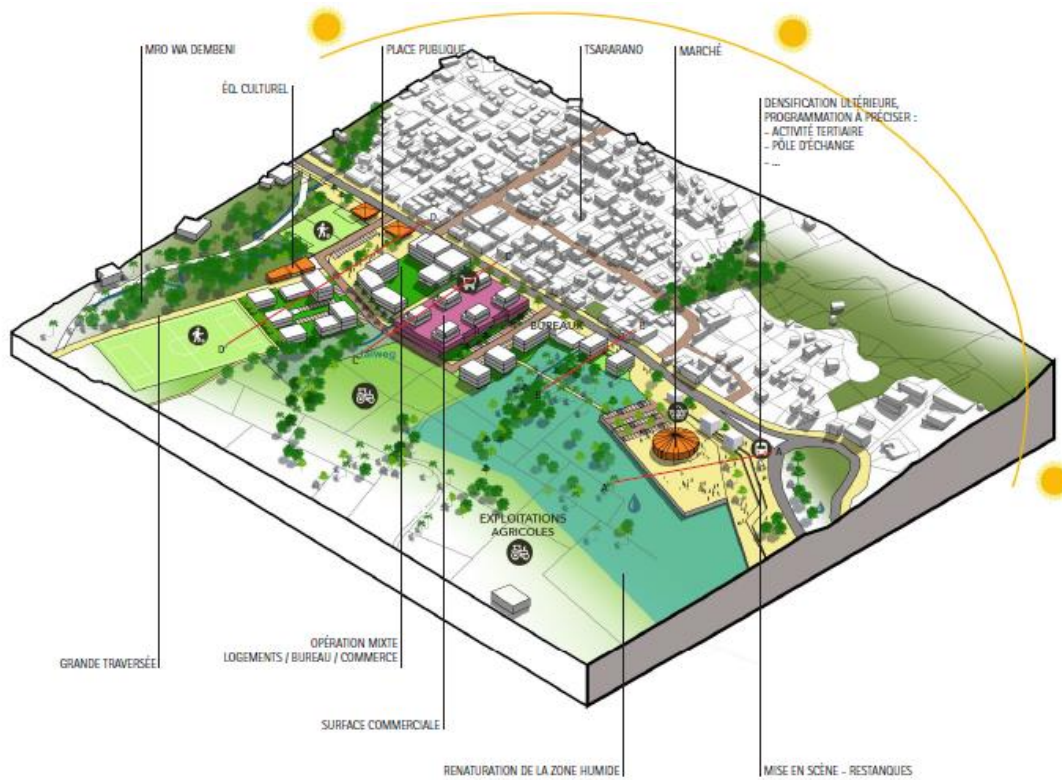 MRO WA DEMBENI
PLACE PUBLIQUE
TSARARANO
MARCHÉ
ÉQ. CULTUREL
DENSIFICATION ULTÉRIEURE,
PROGRAMMATION À PRÉCISER :
- ACTIVITÉ TERTIAIRE
- PÔLE D'ÉCHANGE
- ...
D
C
BUREAUX
B
D
C
Talweg
B
A
A
EXPLOITATIONS
AGRICOLES
OPÉRATION MIXTE
LOGEMENTS / BUREAU / COMMERCE
GRANDE TRAVERSÉE
SURFACE COMMERCIALE
RENATURATION DE LA ZONE HUMIDE
MISE EN SCÈNE - RESTANQUES